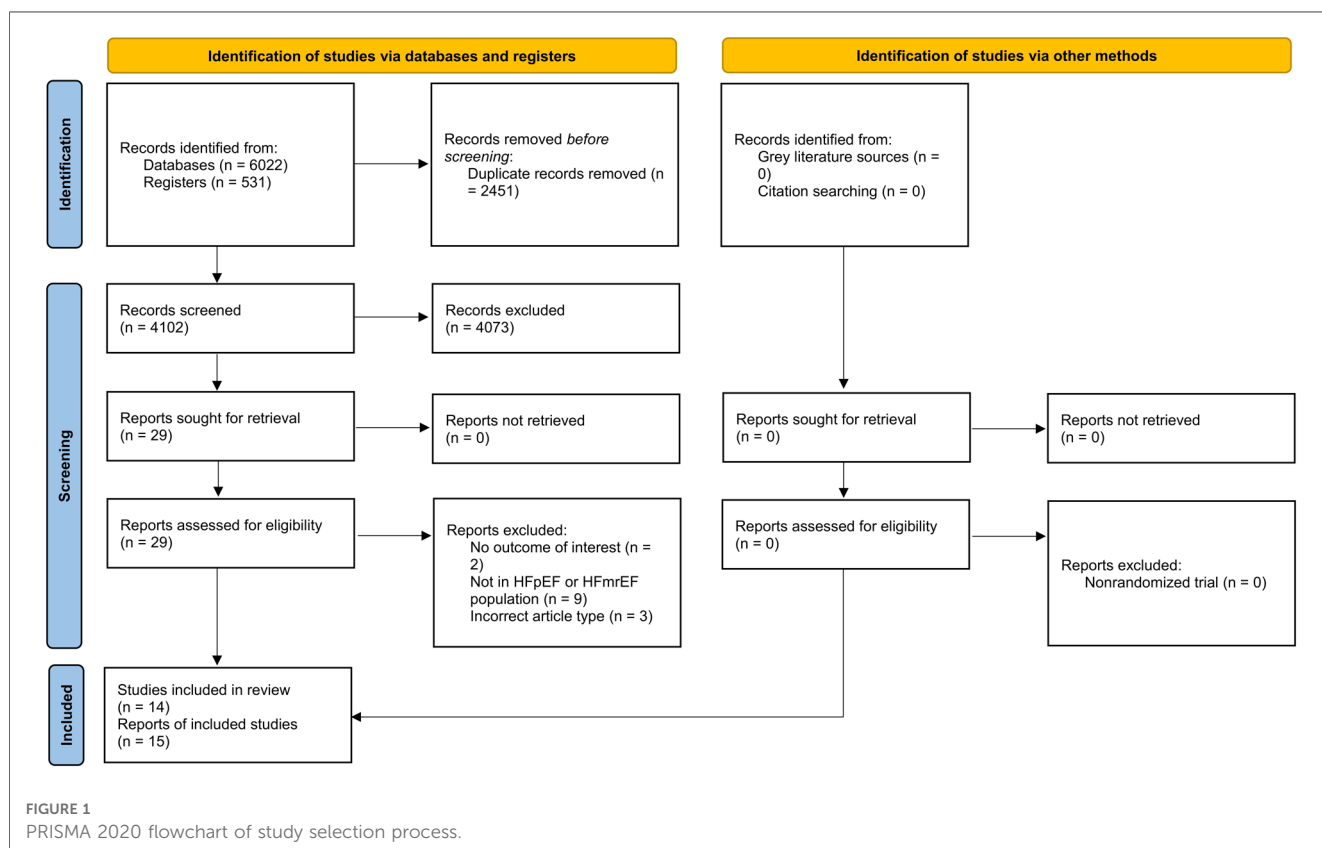 Identification of studies via databases and registers
Identification of studies via other methods
Identification
Records identified from:
Databases (n = 6022)
Registers (n = 531)
Records removed before
screening:
Duplicate records removed (n
= 2451)
Records identified from:
Grey literature sources (n =
0)
Citation searching (n = 0)
Screening
Records screened
(n = 4102)
Records excluded
(n = 4073)
Reports sought for retrieval
(n = 29)
Reports not retrieved
(n = 0)
Reports sought for retrieval
(n = 0)
Reports not retrieved
(n = 0)
Reports assessed for eligibility
(n = 29)
Reports excluded:
No outcome of interest (n =
2)
Not in HFpEF or HFmrEF
population (n = 9)
Incorrect article type (n = 3)
Reports assessed for eligibility
(n = 0)
Reports excluded:
Nonrandomized trial (n = 0)
Included
Studies included in review
(n = 14)
Reports of included studies
(n = 15)
FIGURE 1
PRISMA 2020 flowchart of study selection process.